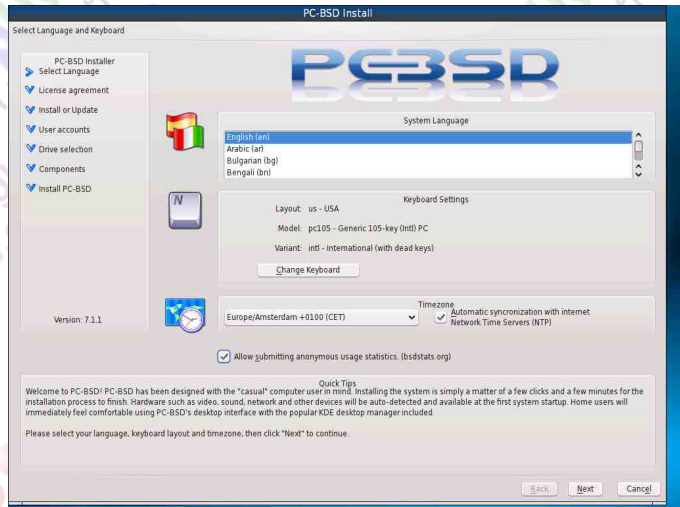 PC-BSD Install
Select Language and Keyboard
PCBSD
PC-BSD Installer
Select Language
License agreement
Install or Update
User accounts
Drive selection
Components
Install PC-BSD
Version: 7.1.1
System Language
English (en)
Arabic (ar)
Bulgarian (bg)
Bengali (bn)
N
Keyboard Settings
Layout: us - USA
Model: pc105 - Generic 105-key (Intl) PC
Variant: intl - International (with dead keys)
Change Keyboard
Timezone
Europe/Amsterdam +0100 (CET)
Automatic syncronization with internet
Network Time Servers (NTP)
Allow submitting anonymous usage statistics. (bsdstats.org)
Quick Tips
Welcome to PC-BSD! PC-BSD has been designed with the "casual" computer user in mind. Installing the system is simply a matter of a few clicks and a few minutes for the
installation process to finish. Hardware such as video, sound, network and other devices will be auto-detected and available at the first system startup. Home users will
immediately feel comfortable using PC-BSD's desktop interface with the popular KDE desktop manager included.
Please select your language, keyboard layout and timezone, then click "Next" to continue.
Back Next Cancel